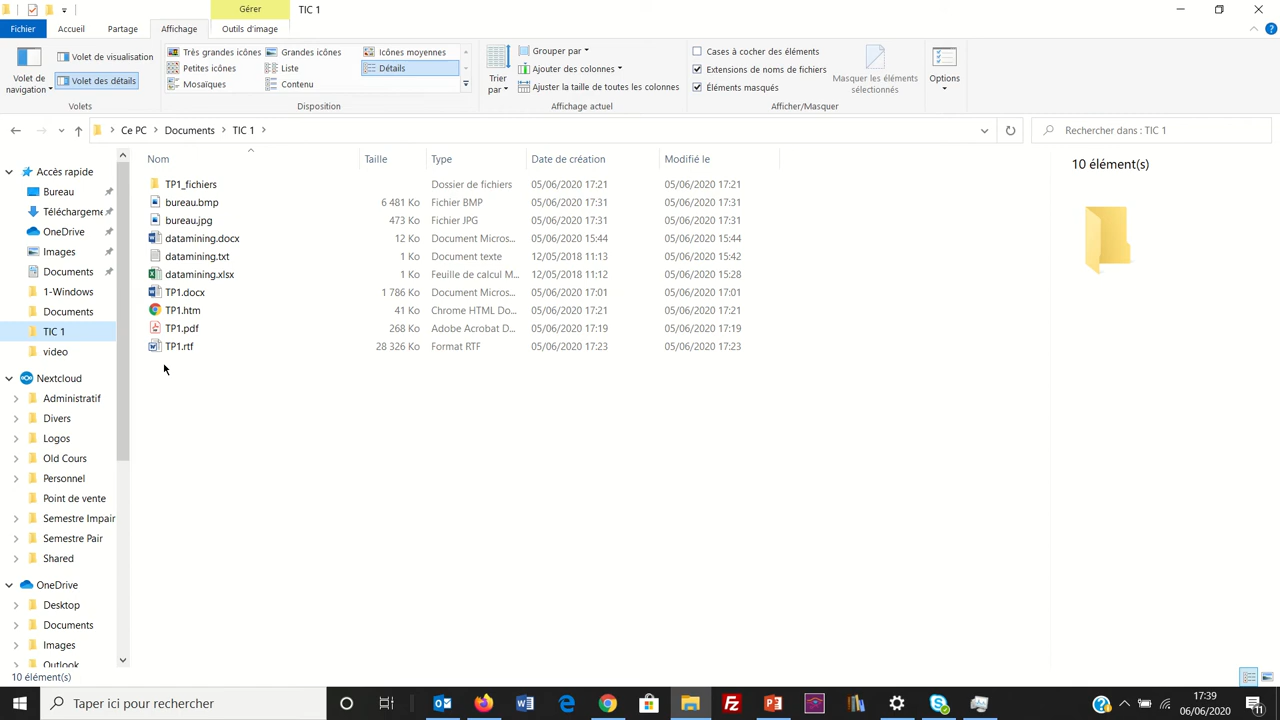 Gérer
TIC 1
Fichier
Accueil
Partage
Affichage
Outils d'image
Volet de navigation
Volet de visualisation
Volet des détails
Volets
Très grandes icônes
Grandes icônes
Icônes moyennes
Petites icônes
Liste
Détails
Mosaïques
Contenu
Disposition
Trier par
Grouper par
Ajouter des colonnes
Ajuster la taille de toutes les colonnes
Affichage actuel
Cases à cocher des éléments
Extensions de noms de fichiers
Éléments masqués
Masquer les éléments sélectionnés
Afficher/Masquer
Options
Ce PC > Documents > TIC 1 >
Rechercher dans : TIC 1
Accès rapide
Bureau
Téléchargeme
OneDrive
Images
Documents
1-Windows
Documents
TIC 1
video
Nextcloud
Administratif
Divers
Logos
Old Cours
Personnel
Point de vente
Semestre Impair
Semestre Pair
Shared
OneDrive
Desktop
Documents
Images
Outlook
Nom Taille Type Date de création Modifié le
TP1_fichiers Dossier de fichiers 05/06/2020 17:21 05/06/2020 17:21
bureau.bmp 6 481 Ko Fichier BMP 05/06/2020 17:31 05/06/2020 17:31
bureau.jpg 473 Ko Fichier JPG 05/06/2020 17:31 05/06/2020 17:31
datamining.docx 12 Ko Document Micros... 05/06/2020 15:44 05/06/2020 15:44
datamining.txt 1 Ko Document texte 12/05/2018 11:13 05/06/2020 15:42
datamining.xlsx 1 Ko Feuille de calcul M... 12/05/2018 11:12 05/06/2020 15:28
TP1.docx 1 786 Ko Document Micros... 05/06/2020 17:01 05/06/2020 17:01
TP1.htm 41 Ko Chrome HTML Do... 05/06/2020 17:21 05/06/2020 17:21
TP1.pdf 268 Ko Adobe Acrobat D... 05/06/2020 17:19 05/06/2020 17:19
TP1.rtf 28 326 Ko Format RTF 05/06/2020 17:23 05/06/2020 17:23
10 élément(s)
10 élément(s)
Taper ici pour rechercher
17:39
06/06/2020
11